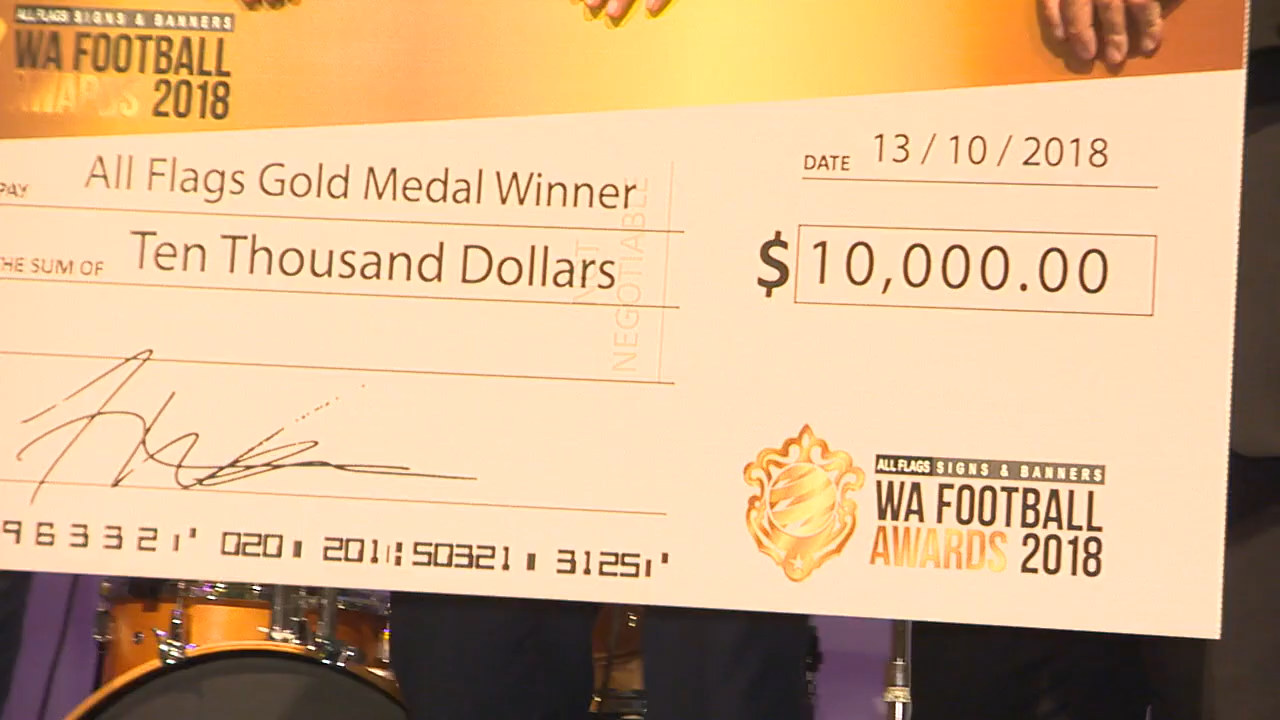 ALL FLAGS SIGNS & BANNERS
WA FOOTBALL
AWARDS 2018
PAY All Flags Gold Medal Winner
DATE 13 / 10 / 2018
THE SUM OF Ten Thousand Dollars
$ 10,000.00
NOT
NEGOTIABLE
ALL FLAGS SIGNS & BANNERS
WA FOOTBALL
AWARDS 2018
963321 020 201 50321 31251